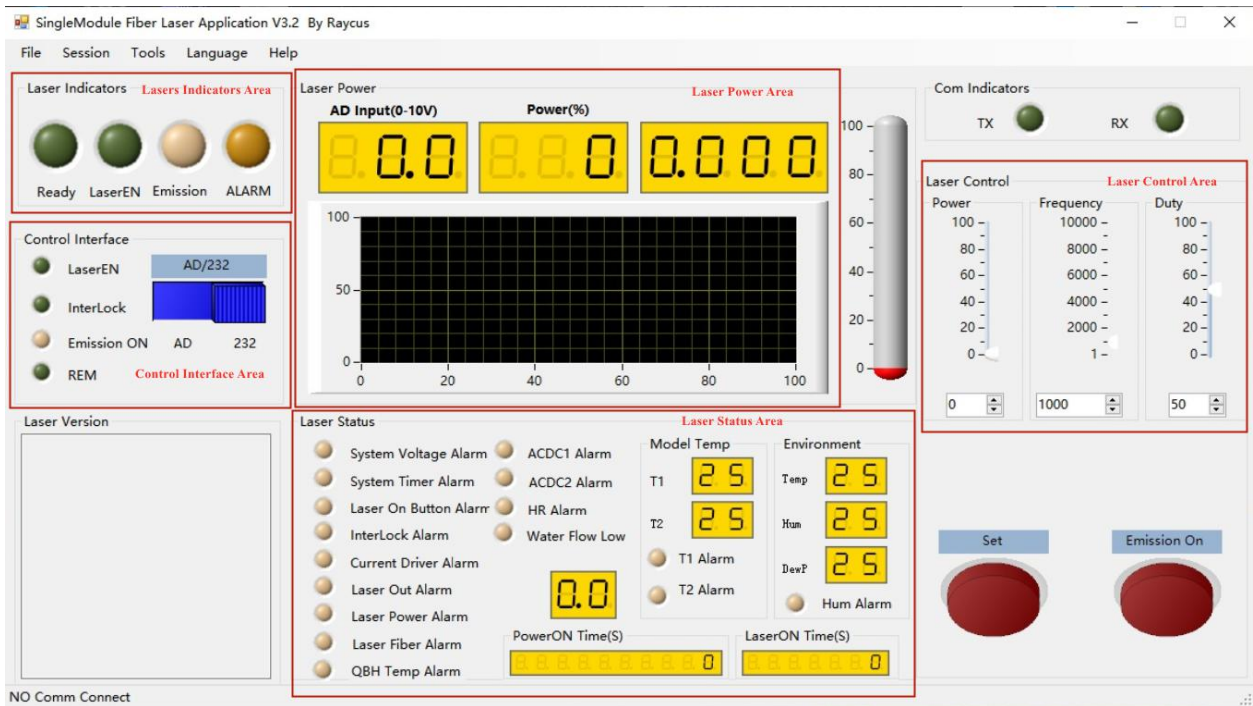 SingleModule Fiber Laser Application V3.2 By Raycus
File Session Tools Language Help
Laser Indicators Lasers Indicators Area
Ready LaserEN Emission ALARM
Control Interface
LaserEN AD/232
InterLock
Emission ON AD 232
REM Control Interface Area
Laser Version
Laser Power Laser Power Area
AD Input(0-10V) Power(%)
0.0 0 0.000
100
50
0
0 20 40 60 80 100
100
80
60
40
20
0
Com Indicators
TX RX
Laser Control Laser Control Area
Power Frequency Duty
100 10000 100
80 8000 80
60 6000 60
40 4000 40
20 2000 20
0 1 0
0 1000 50
Laser Status Laser Status Area
System Voltage Alarm ACDC1 Alarm
System Timer Alarm ACDC2 Alarm
Laser On Button Alarm HR Alarm
InterLock Alarm Water Flow Low
Current Driver Alarm
Laser Out Alarm
Laser Power Alarm
Laser Fiber Alarm
QBH Temp Alarm
0.0
Model Temp
T1 25
T2 25
T1 Alarm
T2 Alarm
Environment
Temp 25
Hum 25
DewP 25
Hum Alarm
PowerON Time(S) LaserON Time(S)
0 0
Set Emission On
NO Comm Connect